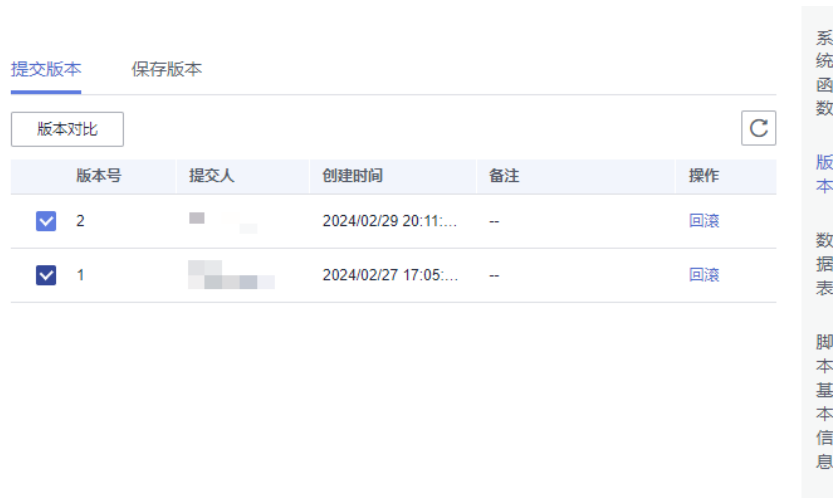 提交版本 保存版本
版本对比
版本号 提交人 创建时间 备注 操作
2 2024/02/29 20:11:... -- 回滚
1 2024/02/27 17:05:... -- 回滚
系统函数
版本
数据表
脚本基本信息